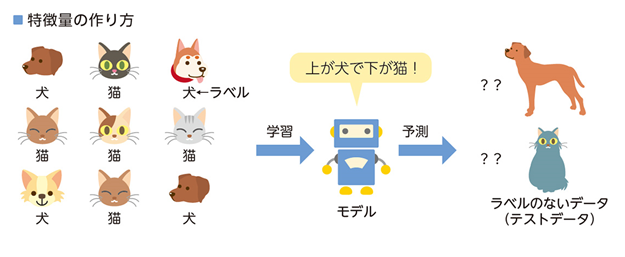 特徴量の作り方
犬
猫
犬←ラベル
猫
猫
猫
犬
猫
犬
学習
上が犬で下が猫！
モデル
予測
？？
？？
ラベルのないデータ
（テストデータ）